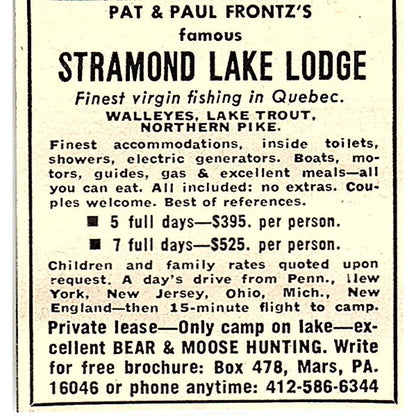 PAT & PAUL FRONTZ'S
famous
STRAMOND LAKE LODGE
Finest virgin fishing in Quebec.
WALLEYES, LAKE TROUT,
NORTHERN PIKE.
Finest accommodations, inside toilets,
showers, electric generators. Boats, mo-
tors, guides, gas & excellent meals—all
you can eat. All included: no extras. Cou-
ples welcome. Best of references.
■ 5 full days—$395. per person.
■ 7 full days—$525. per person.
Children and family rates quoted upon
request. A day's drive from Penn., New
York, New Jersey, Ohio, Mich., New
England—then 15-minute flight to camp.
Private lease—Only camp on lake—ex-
cellent BEAR & MOOSE HUNTING. Write
for free brochure: Box 478, Mars, PA.
16046 or phone anytime: 412-586-6344